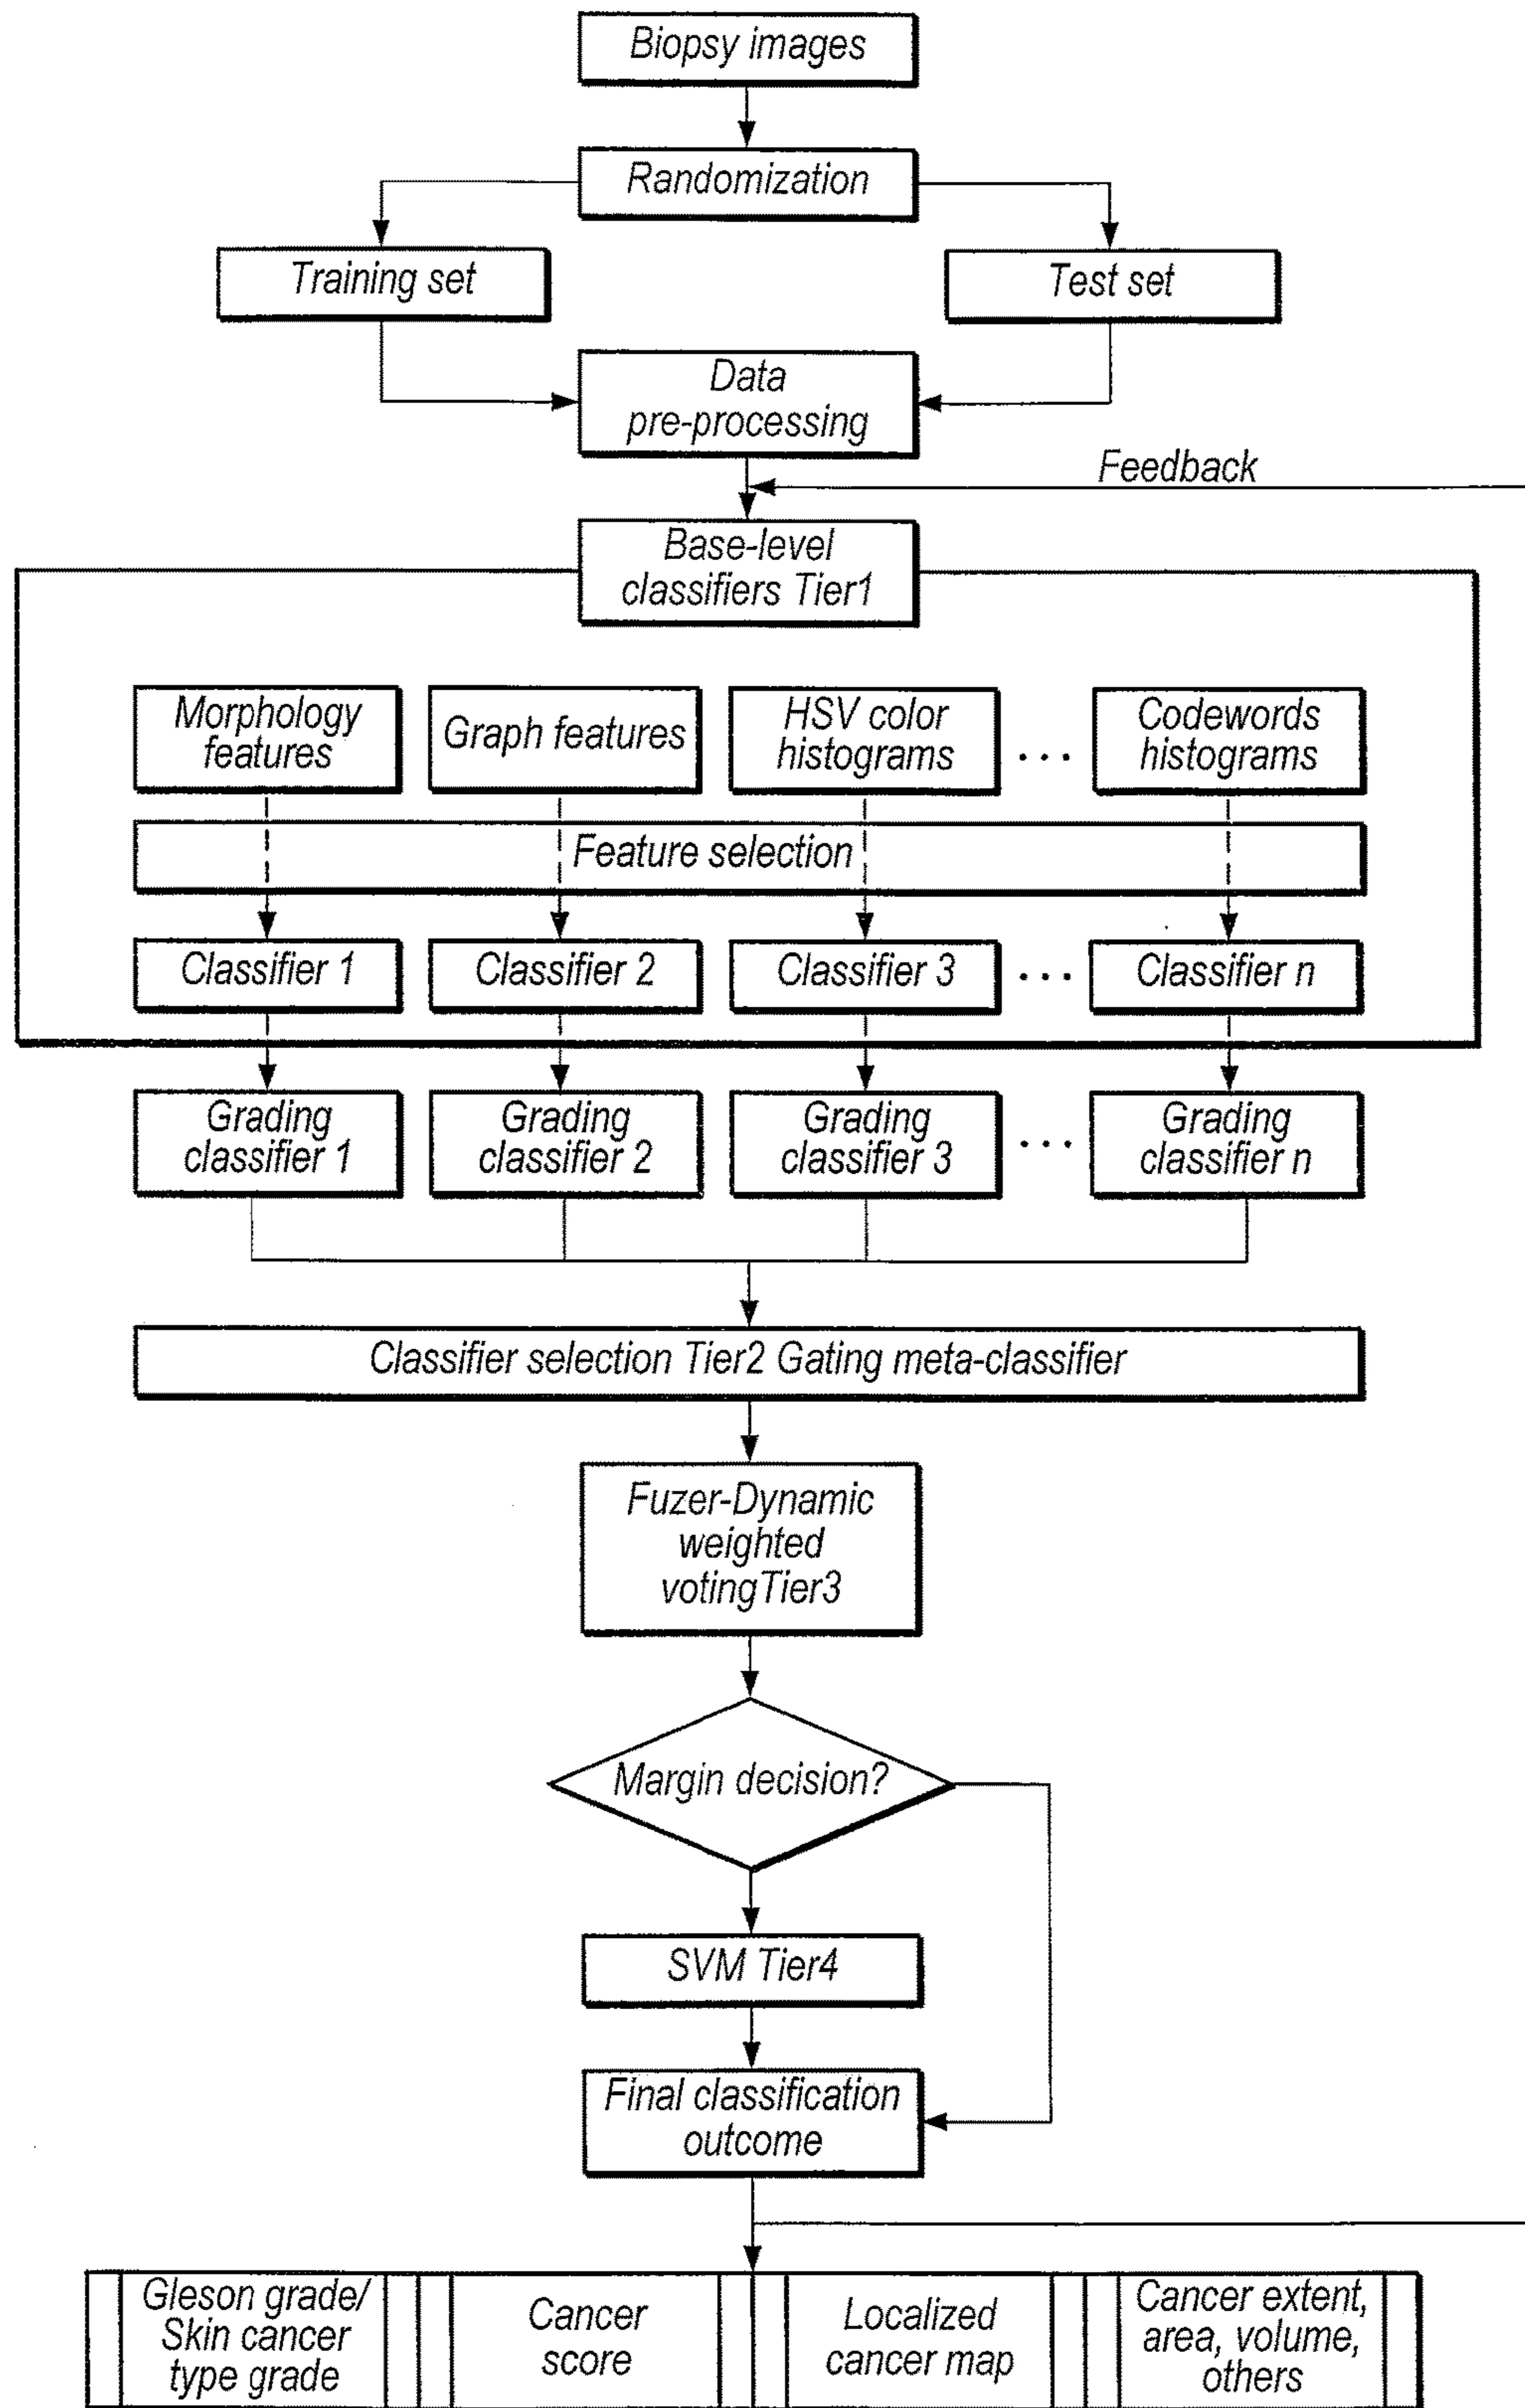 Biopsy images
Randomization
Training set
Test set
Data
pre-processing
Feedback
Base-level
classifiers Tier1
Morphology
features
Graph features
HSV color
histograms
...
Codewords
histograms
Feature selection
Classifier 1
Classifier 2
Classifier 3
...
Classifier n
Grading
classifier 1
Grading
classifier 2
Grading
classifier 3
...
Grading
classifier n
Classifier selection Tier2 Gating meta-classifier
Fuzer-Dynamic
weighted
votingTier3
Margin decision?
SVM Tier4
Final classification
outcome
Gleson grade/
Skin cancer
type grade
Cancer
score
Localized
cancer map
Cancer extent,
area, volume,
others